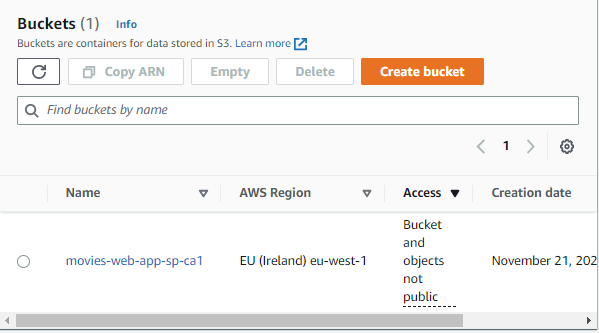 Buckets (1) Info
Buckets are containers for data stored in S3. Learn more
Copy ARN Empty Delete Create bucket
Find buckets by name
1
Name AWS Region Access Creation date
Bucket
and
movies-web-app-sp-ca1 EU (Ireland) eu-west-1 objects November 21, 202
not
public